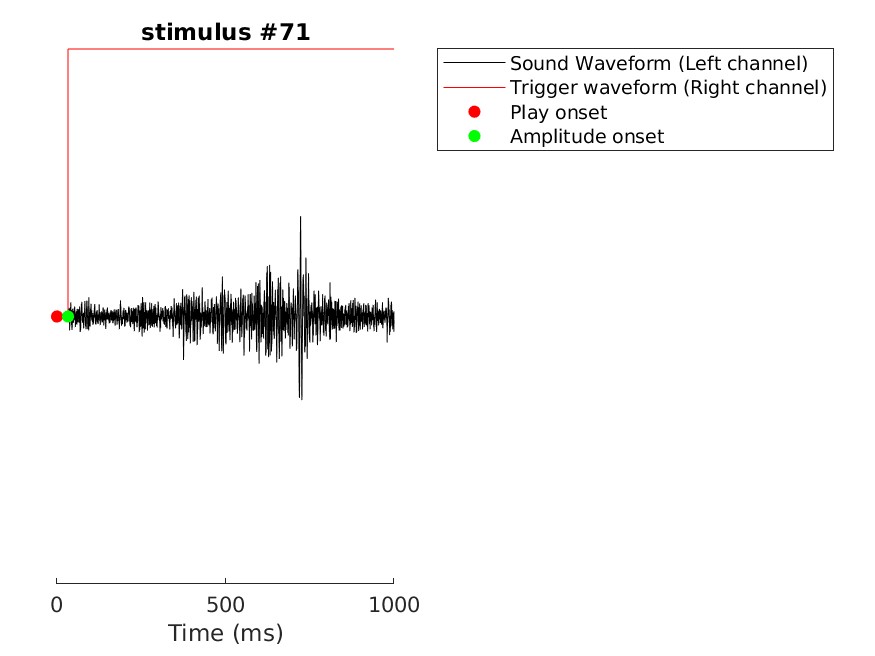 stimulus #71
Sound Waveform (Left channel)
Trigger waveform (Right channel)
Play onset
Amplitude onset
0 500 1000
Time (ms)